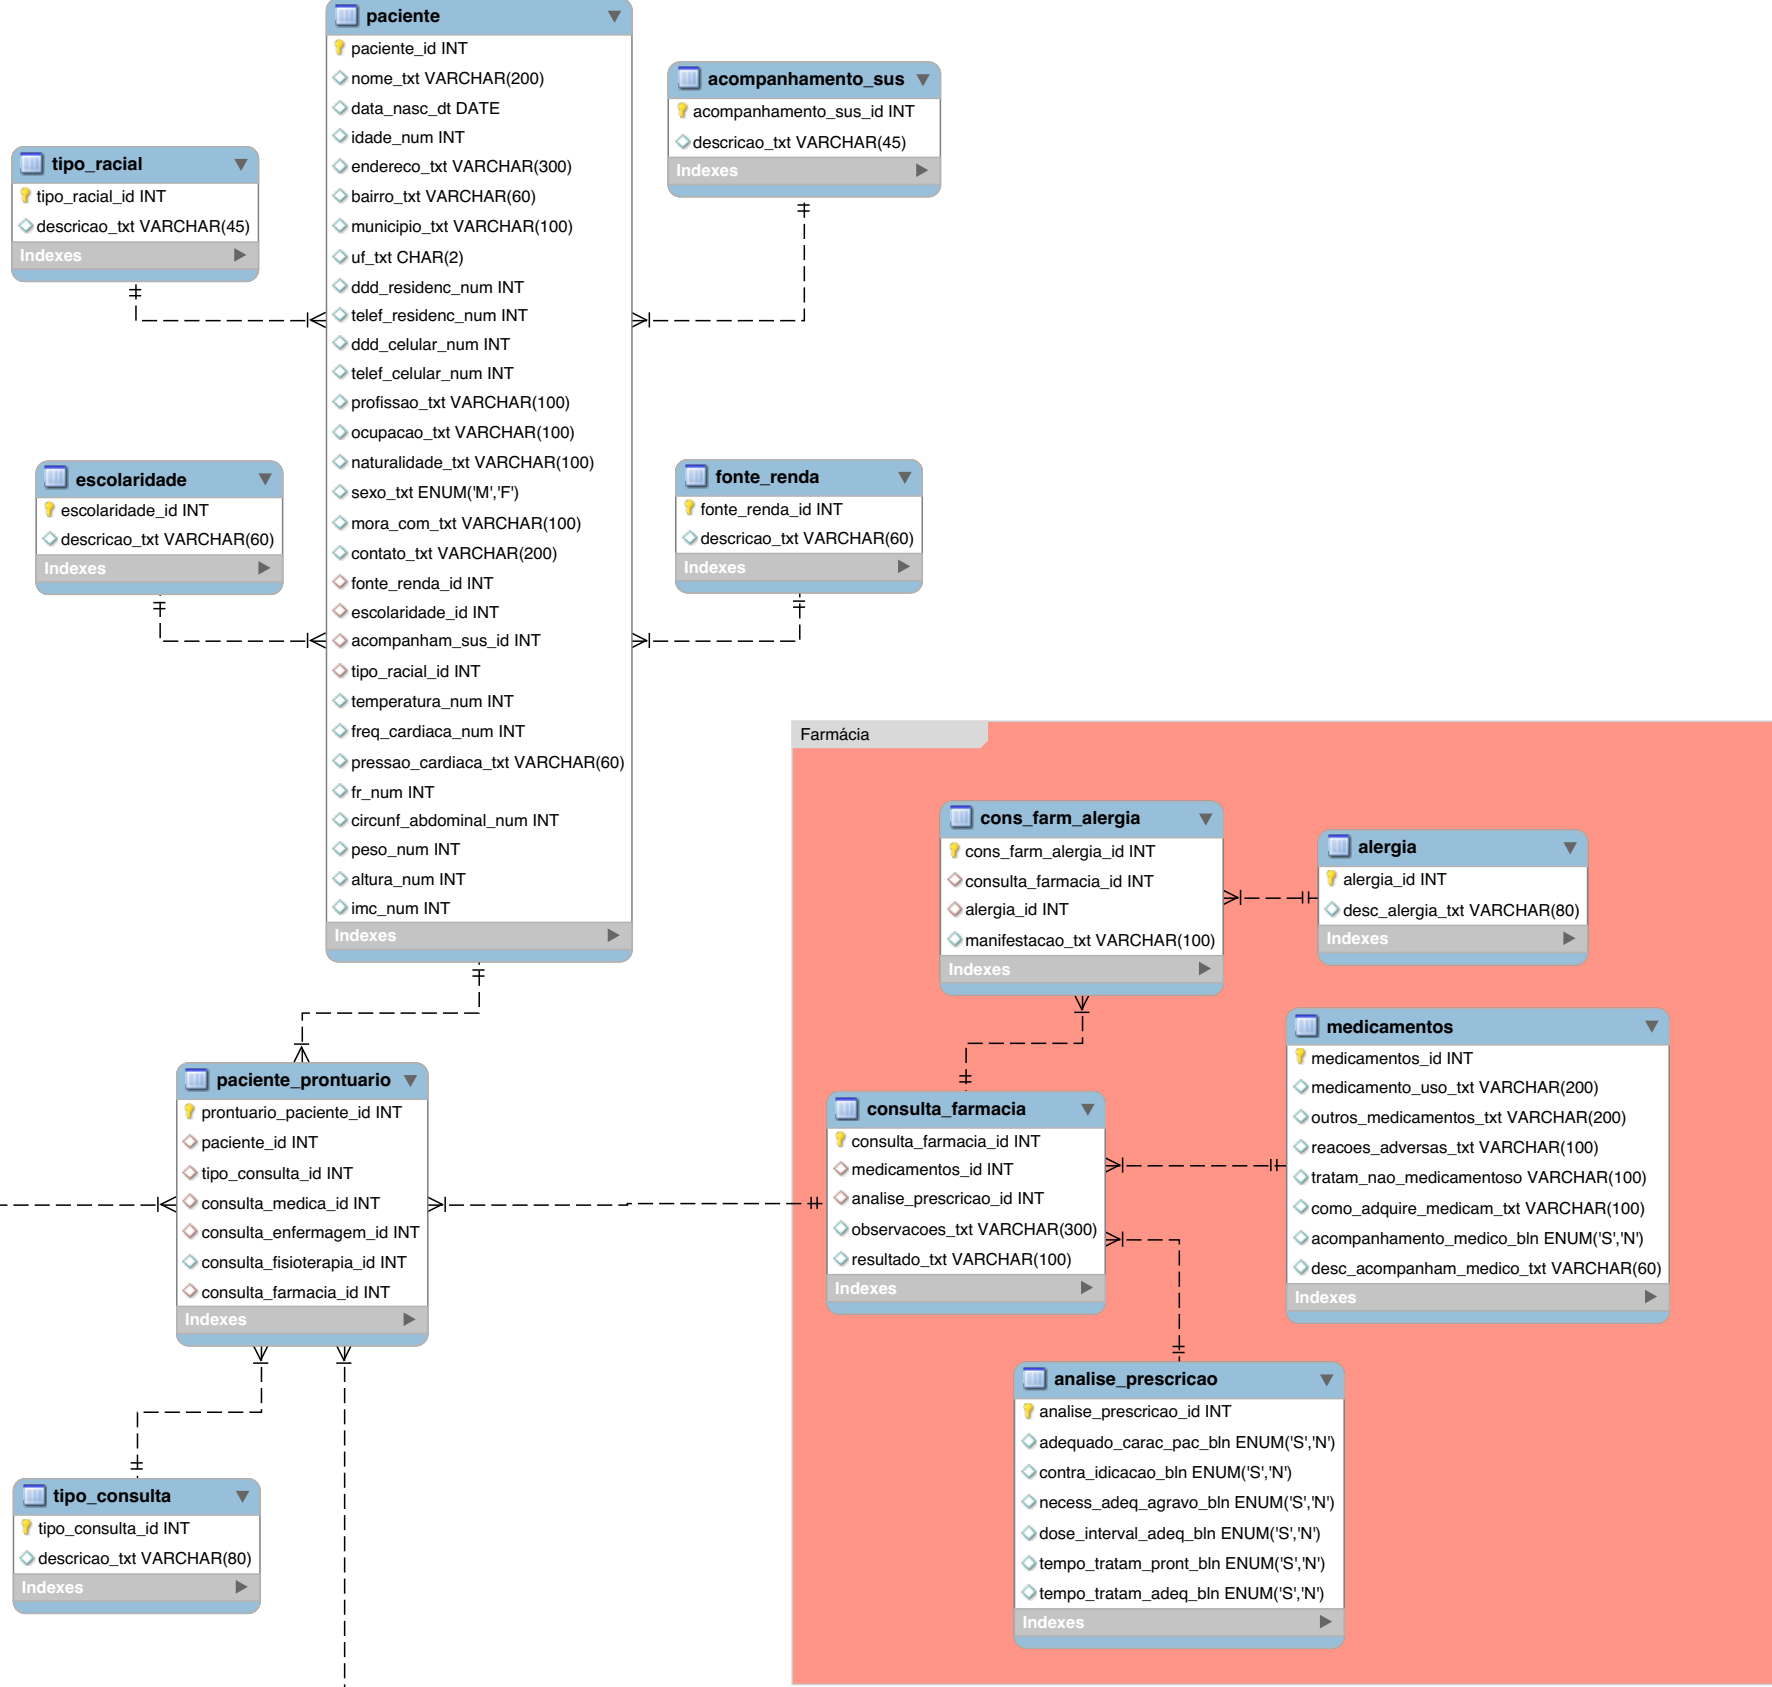 paciente
paciente_id INT
nome_txt VARCHAR(200)
data_nasc_dt DATE
idade_num INT
endereco_txt VARCHAR(300)
bairro_txt VARCHAR(60)
municipio_txt VARCHAR(100)
uf_txt CHAR(2)
ddd_residenc_num INT
telef_residenc_num INT
ddd_celular_num INT
telef_celular_num INT
profissao_txt VARCHAR(100)
ocupacao_txt VARCHAR(100)
naturalidade_txt VARCHAR(100)
sexo_txt ENUM('M','F')
mora_com_txt VARCHAR(100)
contato_txt VARCHAR(200)
fonte_renda_id INT
escolaridade_id INT
acompanham_sus_id INT
tipo_racial_id INT
temperatura_num INT
freq_cardiaca_num INT
pressao_cardiaca_txt VARCHAR(60)
fr_num INT
circunf_abdominal_num INT
peso_num INT
altura_num INT
imc_num INT
Indexes
acompanhamento_sus
acompanhamento_sus_id INT
descricao_txt VARCHAR(45)
Indexes
tipo_racial
tipo_racial_id INT
descricao_txt VARCHAR(45)
Indexes
escolaridade
escolaridade_id INT
descricao_txt VARCHAR(60)
Indexes
fonte_renda
fonte_renda_id INT
descricao_txt VARCHAR(60)
Indexes
paciente_prontuario
prontuario_paciente_id INT
paciente_id INT
tipo_consulta_id INT
consulta_medica_id INT
consulta_enfermagem_id INT
consulta_fisioterapia_id INT
consulta_farmacia_id INT
Indexes
tipo_consulta
tipo_consulta_id INT
descricao_txt VARCHAR(80)
Indexes
Farmácia
cons_farm_alergia
cons_farm_alergia_id INT
consulta_farmacia_id INT
alergia_id INT
manifestacao_txt VARCHAR(100)
Indexes
alergia
alergia_id INT
desc_alergia_txt VARCHAR(80)
Indexes
medicamentos
medicamentos_id INT
medicamento_uso_txt VARCHAR(200)
outros_medicamentos_txt VARCHAR(200)
reacoes_adversas_txt VARCHAR(100)
tratam_nao_medicamentoso VARCHAR(100)
como_adquire_medicam_txt VARCHAR(100)
acompanhamento_medico_bln ENUM('S','N')
desc_acompanham_medico_txt VARCHAR(60)
Indexes
consulta_farmacia
consulta_farmacia_id INT
medicamentos_id INT
analise_prescricao_id INT
observacoes_txt VARCHAR(300)
resultado_txt VARCHAR(100)
Indexes
analise_prescricao
analise_prescricao_id INT
adequado_carac_pac_bln ENUM('S','N')
contra_idicacao_bln ENUM('S','N')
necess_adeq_agravo_bln ENUM('S','N')
dose_interval_adeq_bln ENUM('S','N')
tempo_tratam_pront_bln ENUM('S','N')
tempo_tratam_adeq_bln ENUM('S','N')
Indexes